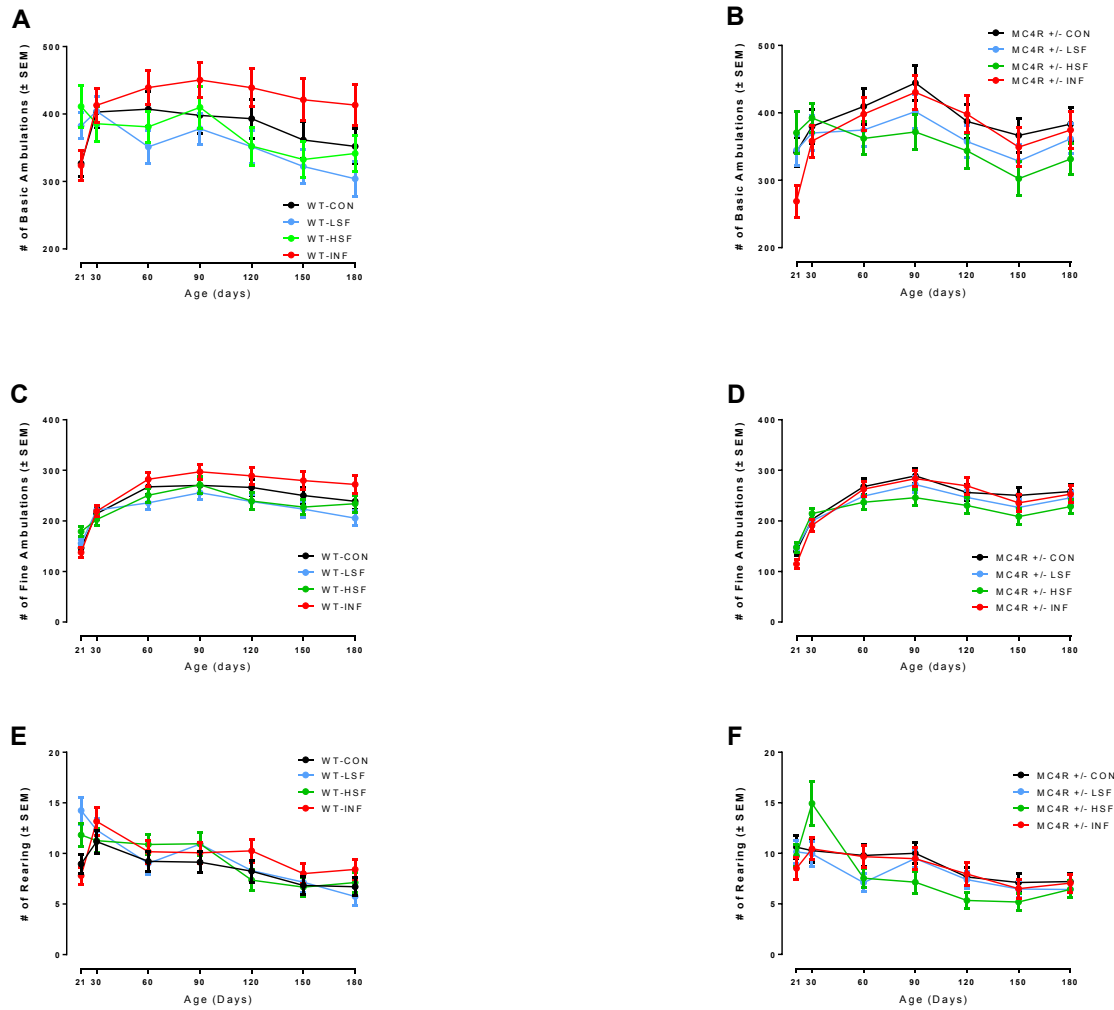 A
# of Basic Ambulations (± SEM)
500
400
300
200
WT-CON
WT-LSF
WT-HSF
WT-INF
21 30 60 90 120 150 180
Age (days)
B
# of Basic Ambulations (± SEM)
500
400
300
200
MC4R +/- CON
MC4R +/- LSF
MC4R +/- HSF
MC4R +/- INF
21 30 60 90 120 150 180
Age (days)
C
# of Fine Ambulations (± SEM)
400
300
200
100
0
WT-CON
WT-LSF
WT-HSF
WT-INF
21 30 60 90 120 150 180
Age (days)
D
# of Fine Ambulations (± SEM)
400
300
200
100
0
MC4R +/- CON
MC4R +/- LSF
MC4R +/- HSF
MC4R +/- INF
21 30 60 90 120 150 180
Age (days)
E
# of Rearing (± SEM)
20
15
10
5
0
WT-CON
WT-LSF
WT-HSF
WT-INF
21 30 60 90 120 150 180
Age (Days)
F
# of Rearing (± SEM)
20
15
10
5
0
MC4R +/- CON
MC4R +/- LSF
MC4R +/- HSF
MC4R +/- INF
21 30 60 90 120 150 180
Age (Days)